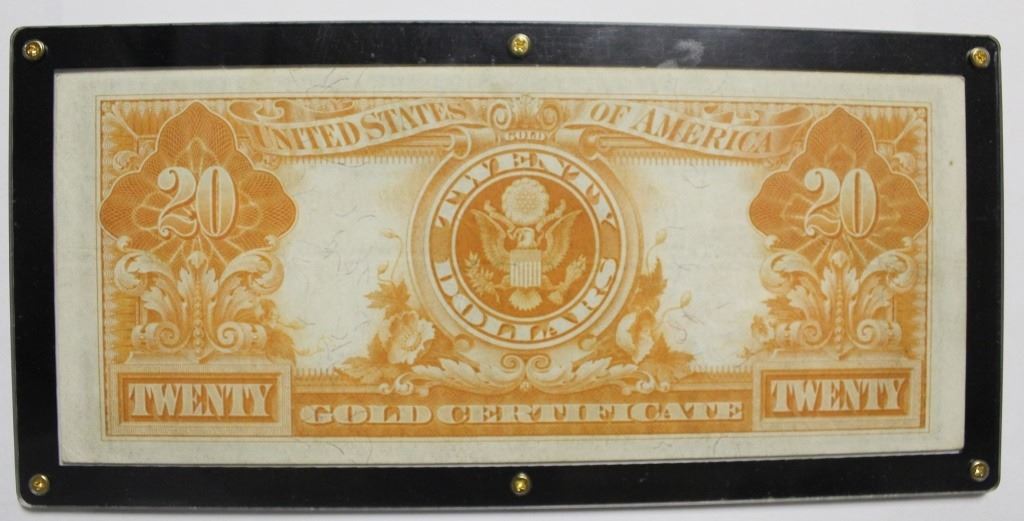 UNITED STATES OF AMERICA
GOLD
20 20
TWENTY DOLLARS
TWENTY TWENTY
GOLD CERTIFICATE